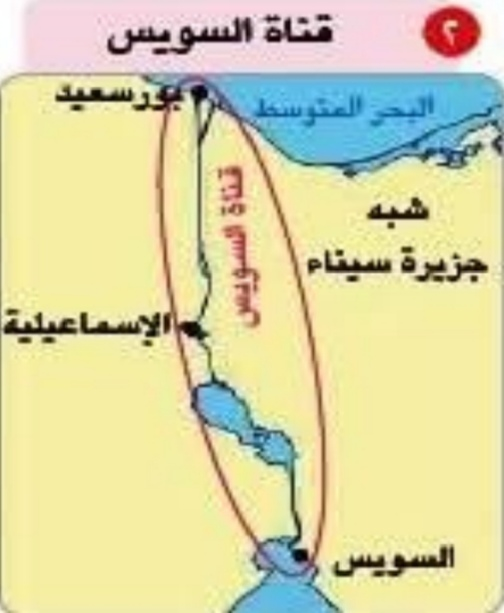 ٢
قناة السويس
بورسعيد
البحر المتوسط
قناة السويس
شبه
جزيرة سيناء
الإسماعيلية
السويس